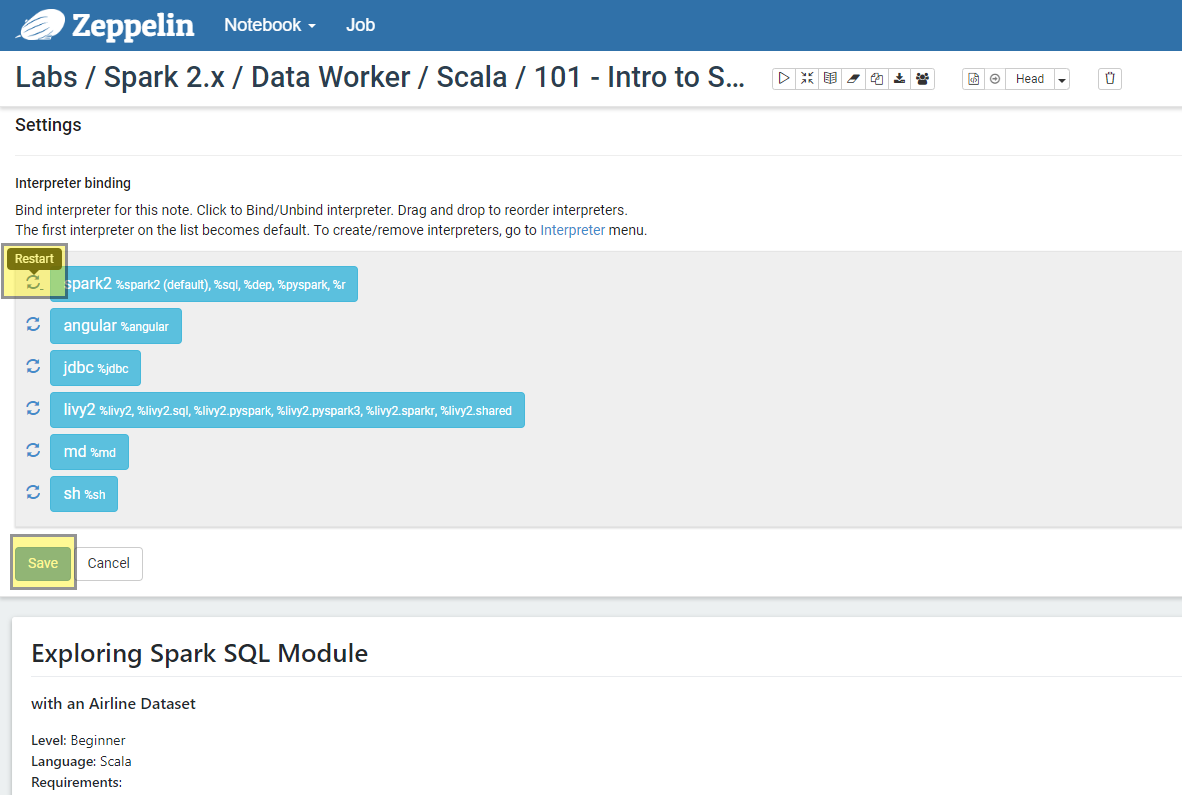 Zeppelin Notebook Job
Labs / Spark 2.x / Data Worker / Scala / 101 - Intro to S... Head
Settings
Interpreter binding
Bind interpreter for this note. Click to Bind/Unbind interpreter. Drag and drop to reorder interpreters.
The first interpreter on the list becomes default. To create/remove interpreters, go to Interpreter menu.
Restart
spark2 %spark2 (default), %sql, %dep, %pyspark, %r
angular %angular
jdbc %jdbc
livy2 %livy2, %livy2.sql, %livy2.pyspark, %livy2.pyspark3, %livy2.sparkr, %livy2.shared
md %md
sh %sh
Save Cancel
Exploring Spark SQL Module
with an Airline Dataset
Level: Beginner
Language: Scala
Requirements: